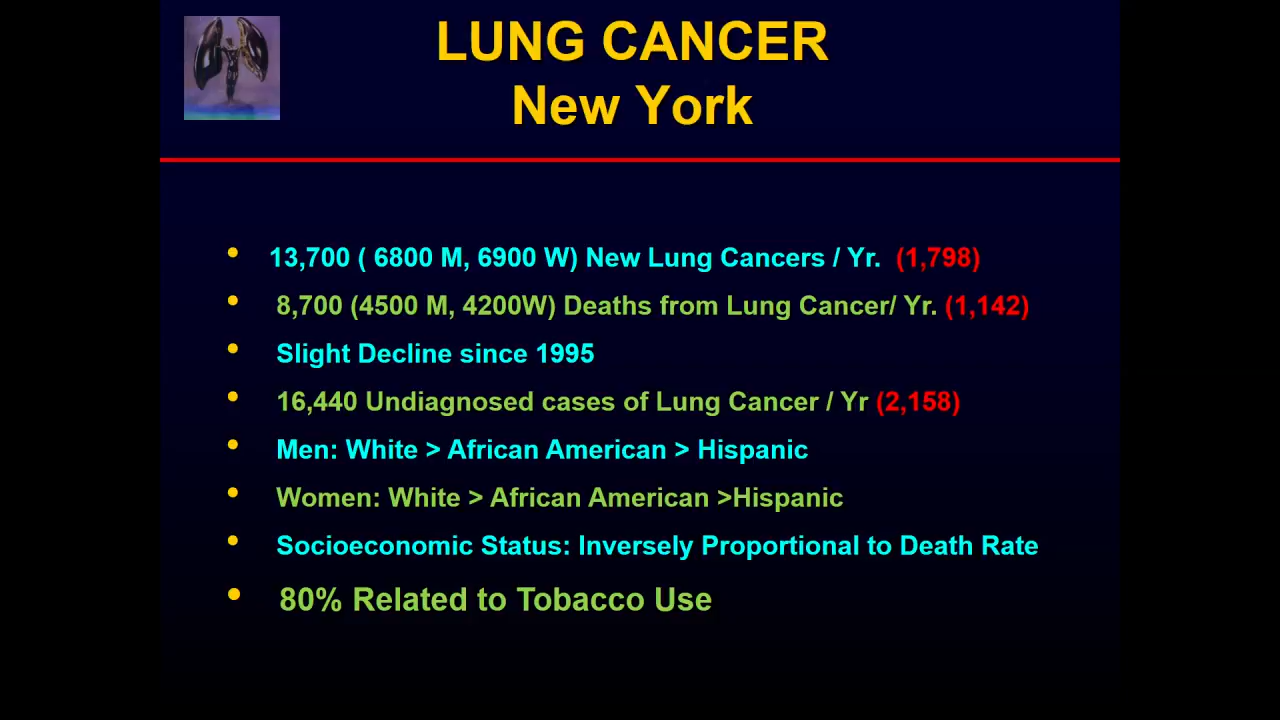 LUNG CANCER
New York
• 13,700 ( 6800 M, 6900 W) New Lung Cancers / Yr. (1,798)
• 8,700 (4500 M, 4200W) Deaths from Lung Cancer/ Yr. (1,142)
• Slight Decline since 1995
• 16,440 Undiagnosed cases of Lung Cancer / Yr (2,158)
• Men: White > African American > Hispanic
• Women: White > African American >Hispanic
• Socioeconomic Status: Inversely Proportional to Death Rate
• 80% Related to Tobacco Use